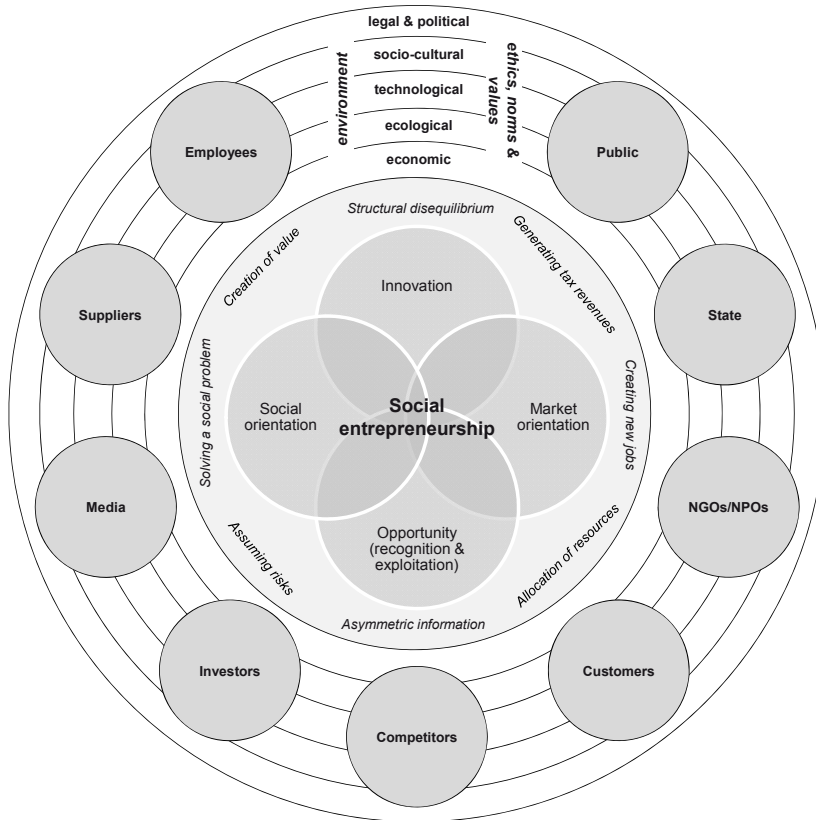 legal & political
socio-cultural
technological
ecological
economic
environment
ethics, norms &
values
Employees
Public
Suppliers
State
Media
NGOs/NPOs
Investors
Customers
Competitors
Structural disequilibrium
Creation of value
Generating tax revenues
Solving a social problem
Creating new jobs
Assuming risks
Allocation of resources
Asymmetric information
Innovation
Social
orientation
Social
entrepreneurship
Market
orientation
Opportunity
(recognition &
exploitation)